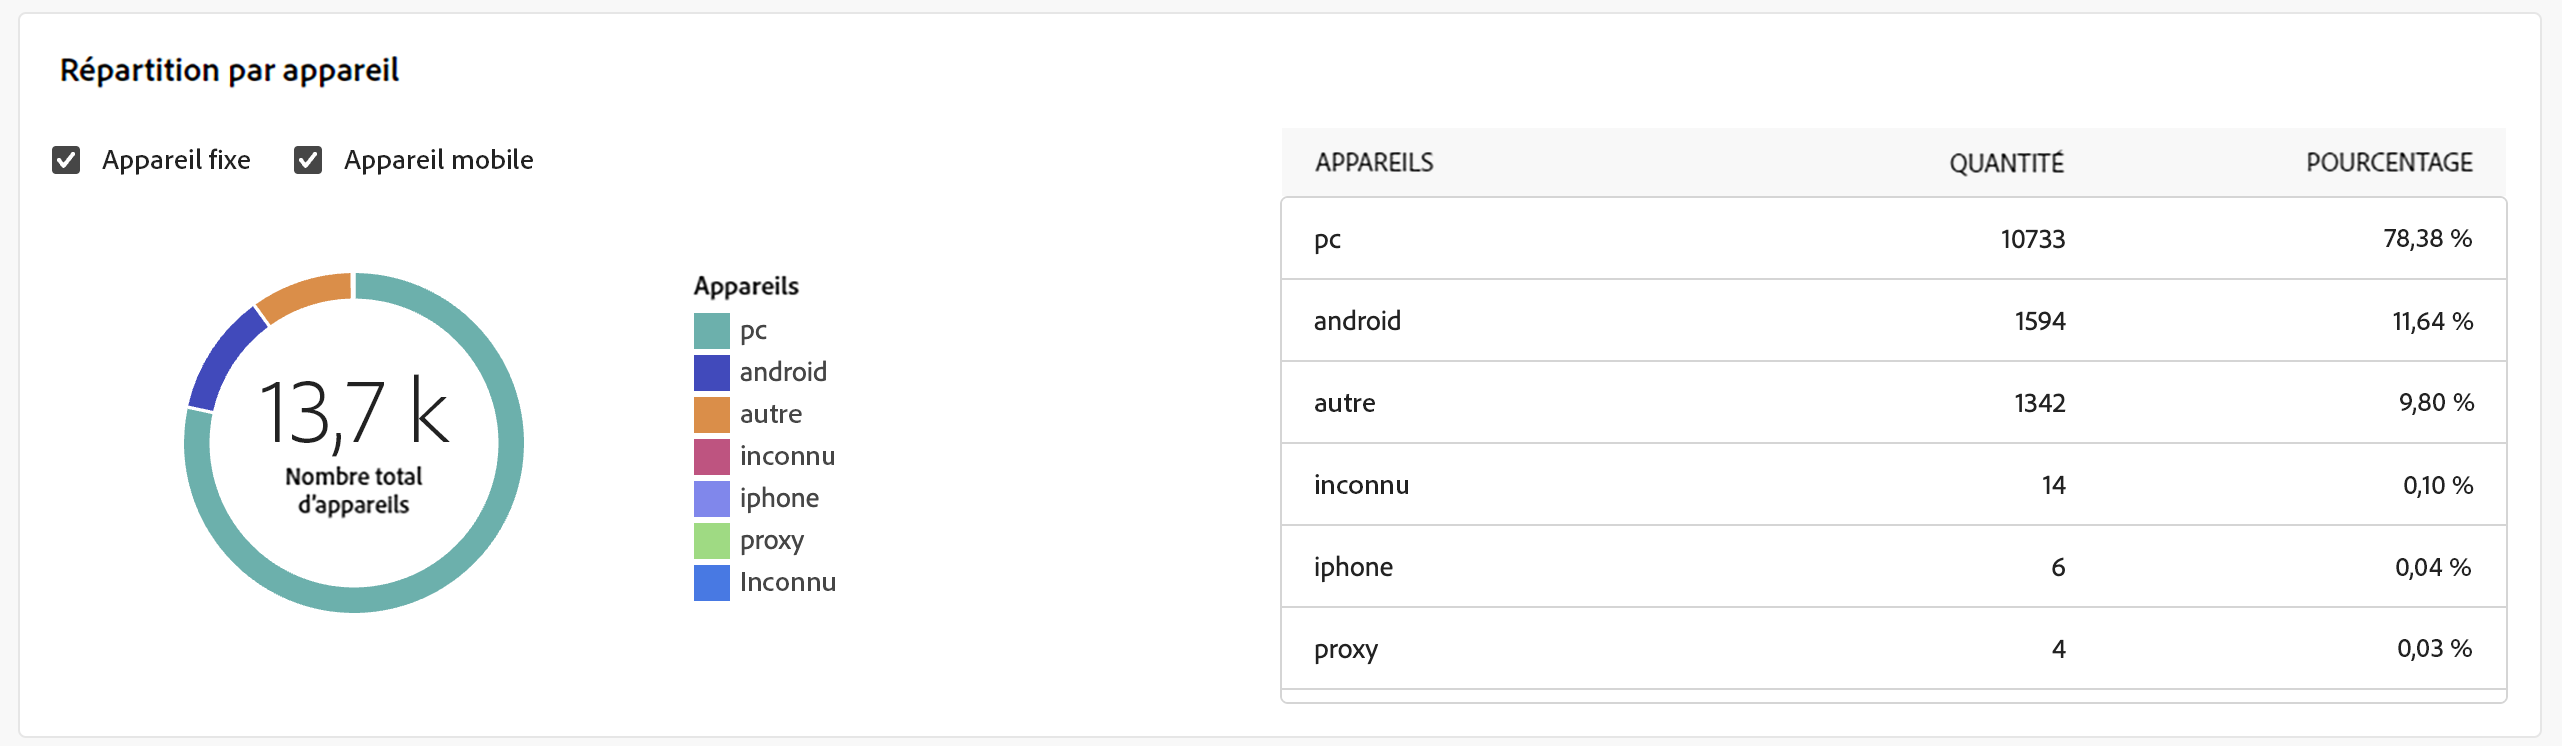 Répartition par appareil
Appareil fixe
Appareil mobile
13,7 k
Nombre total
d'appareils
Appareils
pc
android
autre
inconnu
iphone
proxy
Inconnu
APPAREILS QUANTITÉ POURCENTAGE
pc 10733 78,38 %
android 1594 11,64 %
autre 1342 9,80 %
inconnu 14 0,10 %
iphone 6 0,04 %
proxy 4 0,03 %